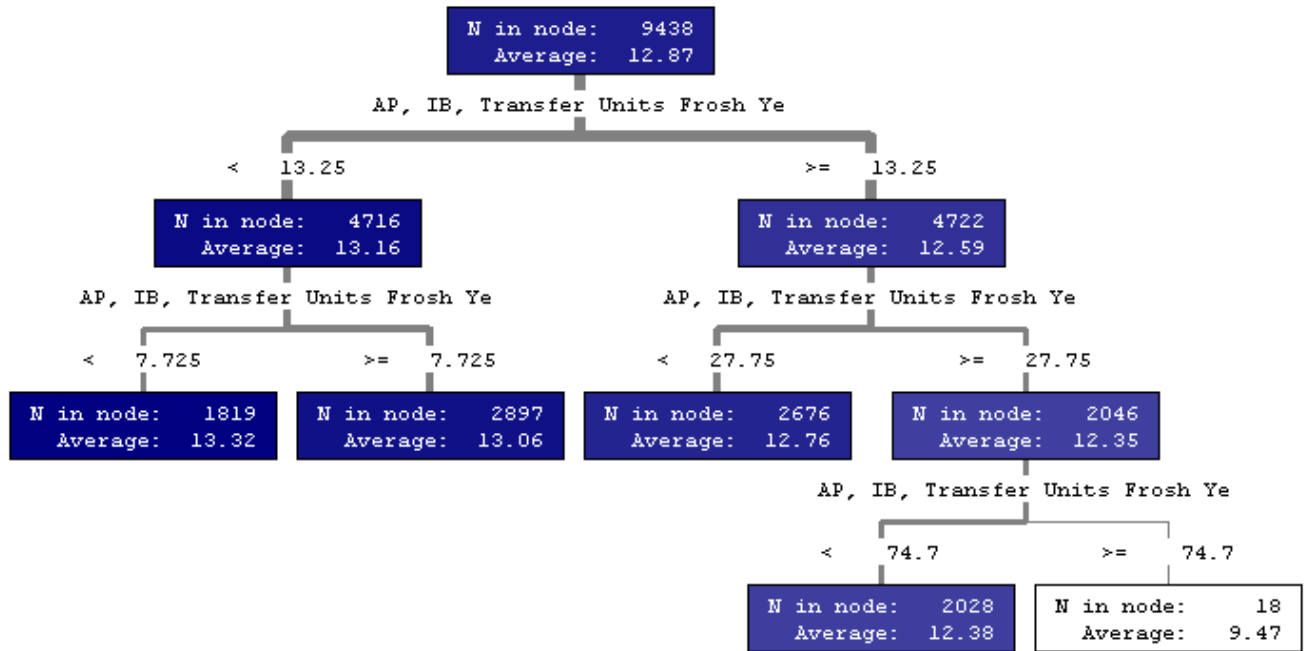 N in node: 9438
Average: 12.87
AP, IB, Transfer Units Frosh Ye
< 13.25
>= 13.25
N in node: 4716
Average: 13.16
N in node: 4722
Average: 12.59
AP, IB, Transfer Units Frosh Ye
AP, IB, Transfer Units Frosh Ye
< 7.725
>= 7.725
< 27.75
>= 27.75
N in node: 1819
Average: 13.32
N in node: 2897
Average: 13.06
N in node: 2676
Average: 12.76
N in node: 2046
Average: 12.35
AP, IB, Transfer Units Frosh Ye
< 74.7
>= 74.7
N in node: 2028
Average: 12.38
N in node: 18
Average: 9.47